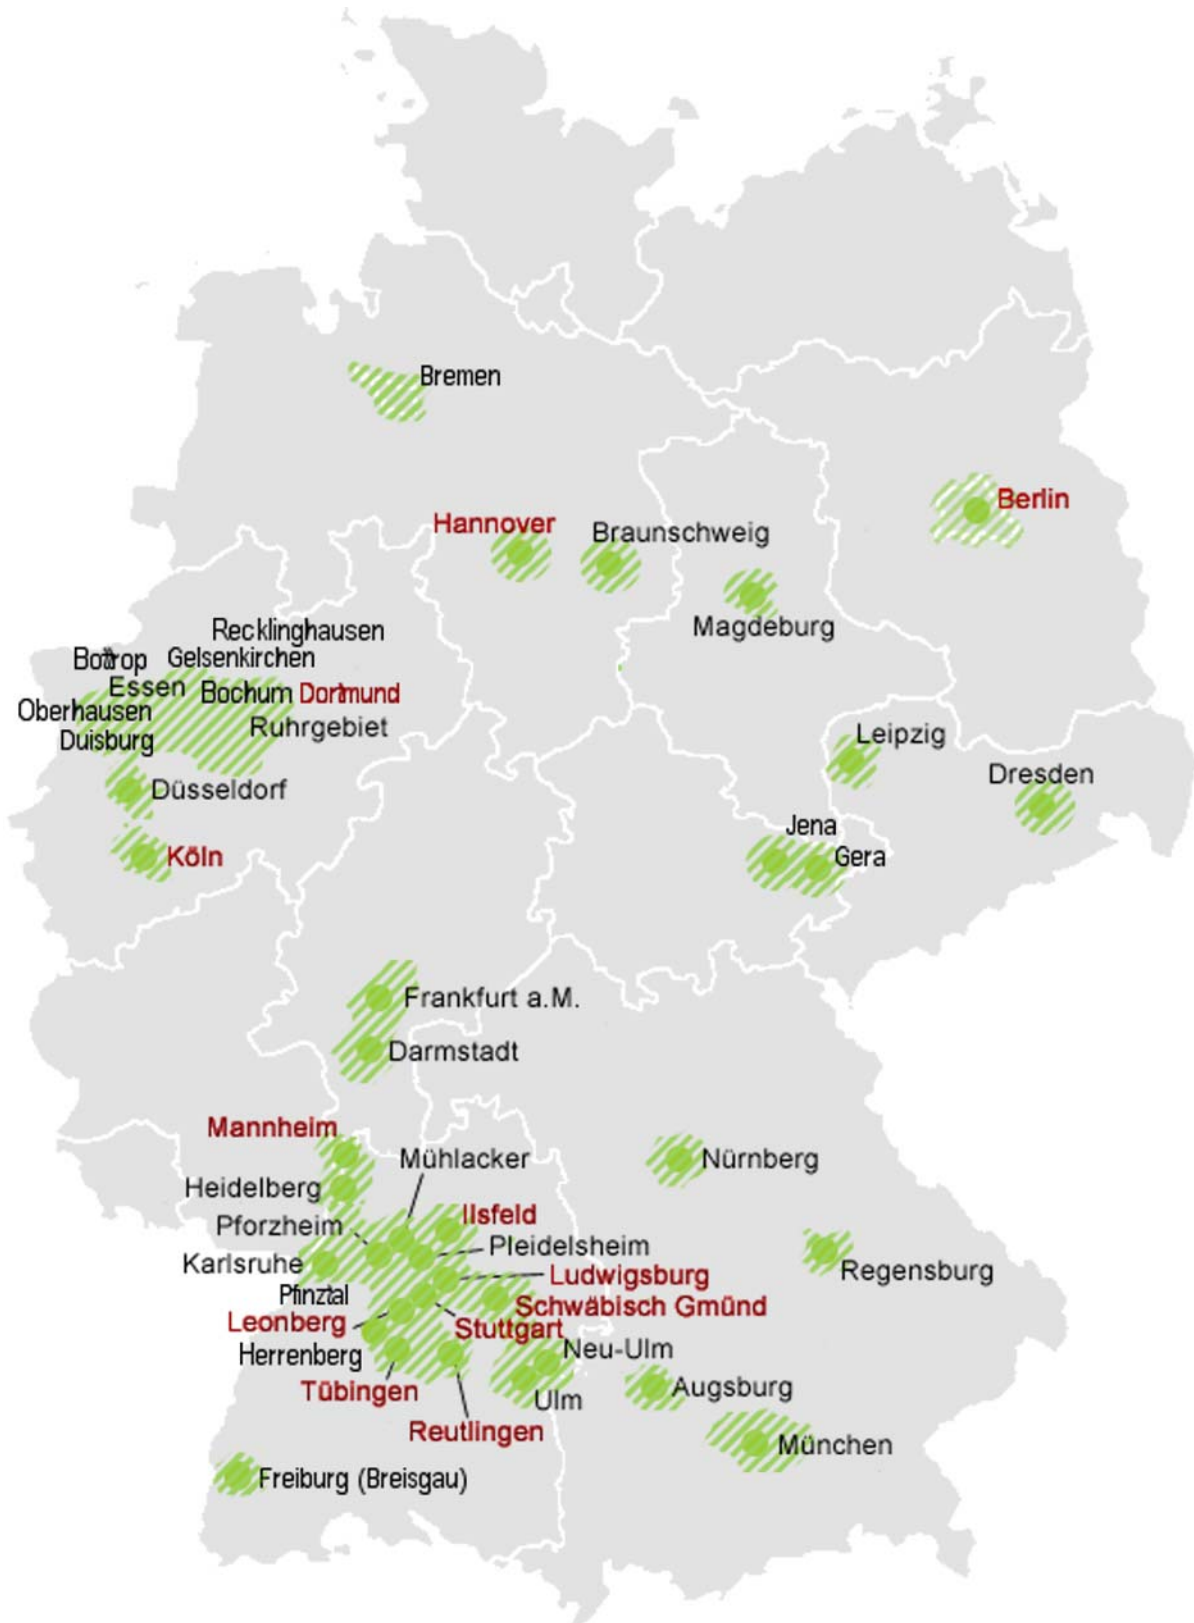 Bremen
Hannover
Braunschweig
Berlin
Magdeburg
Recklinghausen
Bottrop
Gelsenkirchen
Essen
Bochum
Dortmund
Oberhausen
Ruhrgebiet
Duisburg
Leipzig
Dresden
Düsseldorf
Jena
Köln
Gera
Frankfurt a.M.
Darmstadt
Mannheim
Mühlacker
Nürnberg
Heidelberg
Ilsfeld
Pforzheim
Pleidelsheim
Karlsruhe
Regensburg
Ludwigsburg
Pfinztal
Schwäbisch Gmünd
Leonberg
Stuttgart
Neu-Ulm
Herrenberg
Tübingen
Augsburg
Ulm
Reutlingen
München
Freiburg (Breisgau)